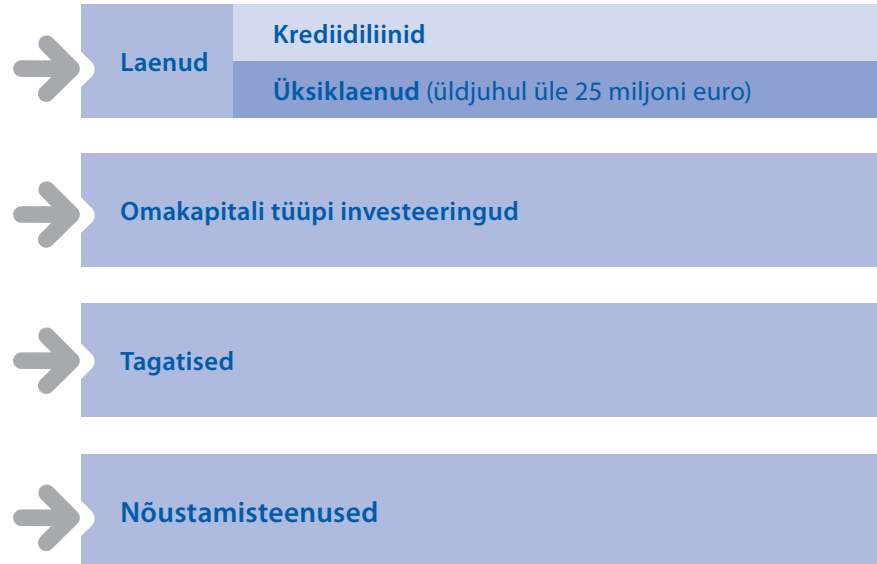 Laenud
Krediidiliinid
Üksiklaenud (üldjuhul üle 25 miljoni euro)
Omakapitali tüüpi investeeringud
Tagatised
Nõustamisteenused